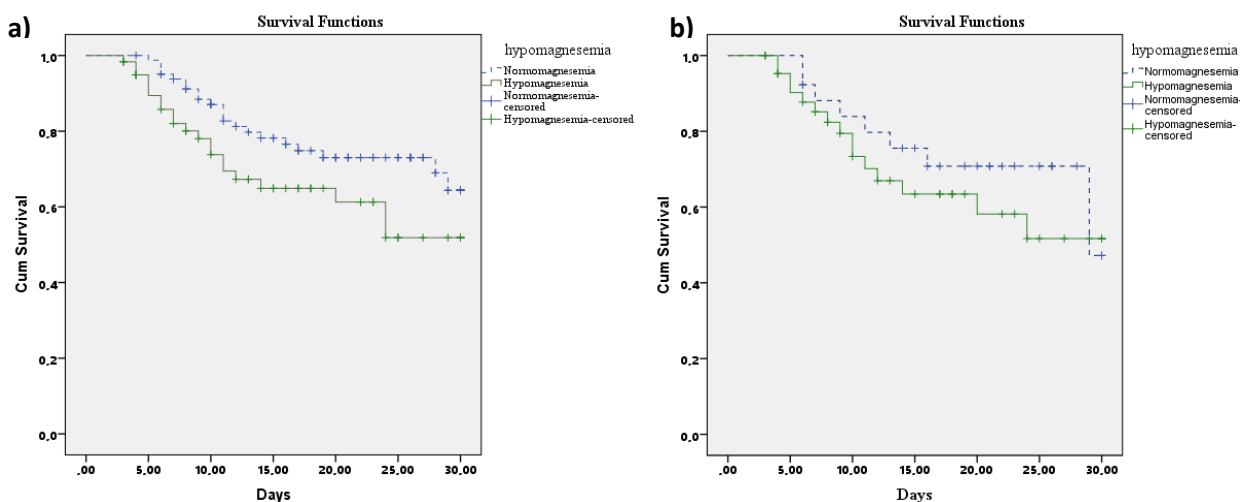 a)
Survival Functions
hypomagnesemia
Normomagnesemia
Hypomagnesemia
Normomagnesemia-
censored
Hypomagnesemia-censored
1,0
0,8
0,6
0,4
0,2
0,0
Cum Survival
,00 5,00 10,00 15,00 20,00 25,00 30,00
Days
b)
Survival Functions
hypomagnesemia
Normomagnesemia
Hypomagnesemia
Normomagnesemia-
censored
Hypomagnesemia-
censored
1,0
0,8
0,6
0,4
0,2
0,0
Cum Survival
,00 5,00 10,00 15,00 20,00 25,00 30,00
Days